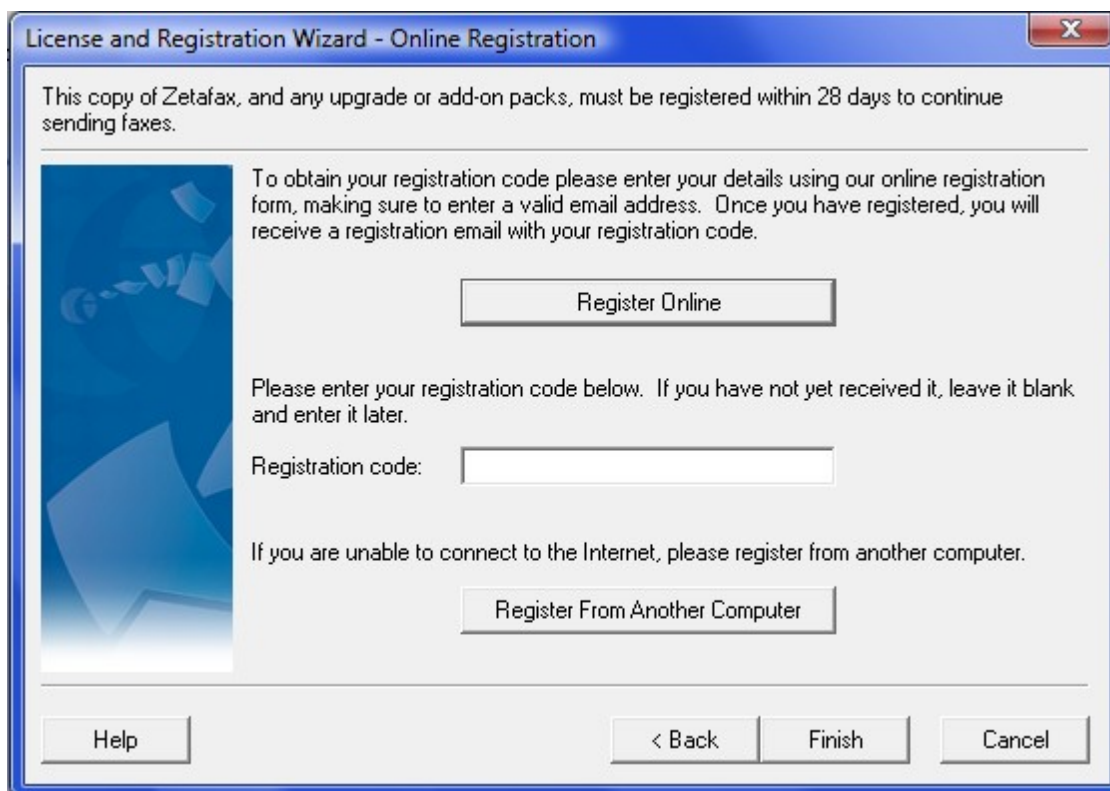 License and Registration Wizard - Online Registration
This copy of Zetafax, and any upgrade or add-on packs, must be registered within 28 days to continue
sending faxes.
To obtain your registration code please enter your details using our online registration
form, making sure to enter a valid email address. Once you have registered, you will
receive a registration email with your registration code.
Register Online
Please enter your registration code below. If you have not yet received it, leave it blank
and enter it later.
Registration code:
If you are unable to connect to the Internet, please register from another computer.
Register From Another Computer
Help
< Back
Finish
Cancel